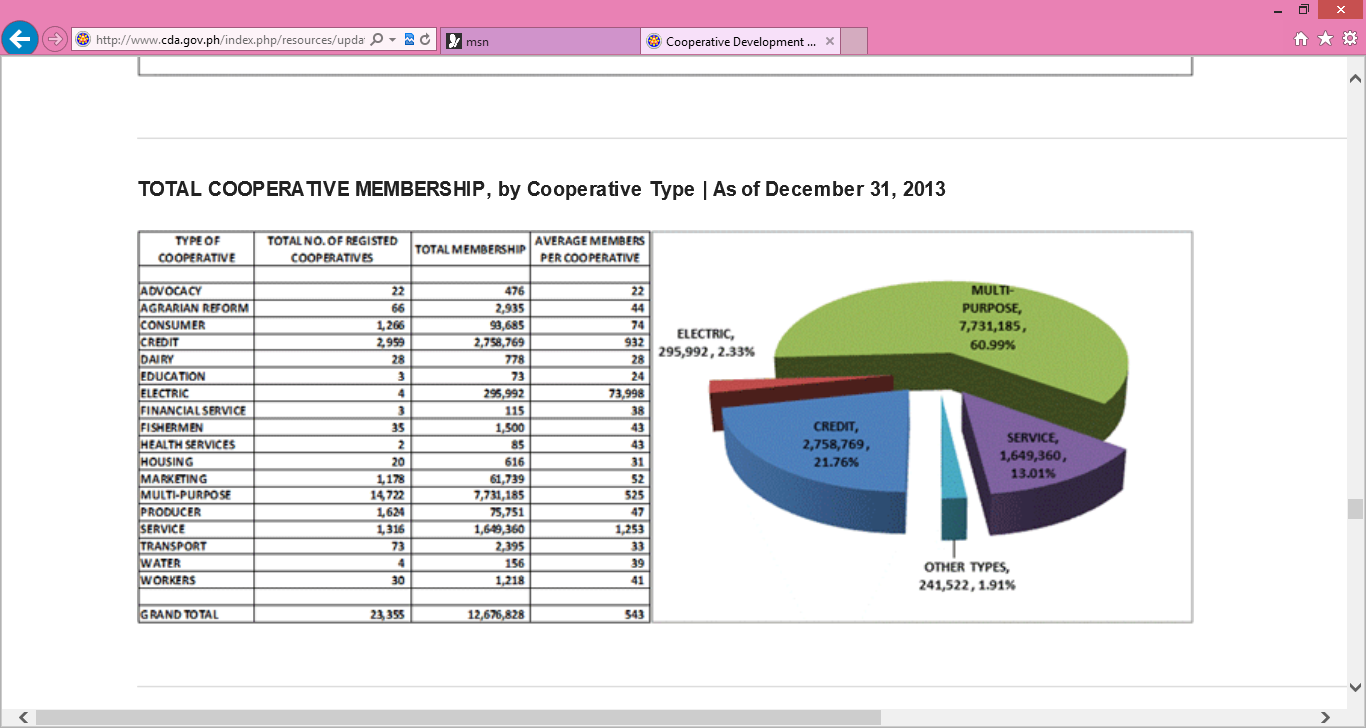 http://www.cda.gov.ph/index.php/resources/upda
msn
Cooperative Development ...
TOTAL COOPERATIVE MEMBERSHIP, by Cooperative Type | As of December 31, 2013
TYPE OF COOPERATIVE TOTAL NO. OF REGISTED COOPERATIVES TOTAL MEMBERSHIP AVERAGE MEMBERS PER COOPERATIVE
ADVOCACY 22 476 22
AGRARIAN REFORM 66 2,935 44
CONSUMER 1,266 93,685 74
CREDIT 2,959 2,758,769 932
DAIRY 28 778 28
EDUCATION 3 73 24
ELECTRIC 4 295,992 73,998
FINANCIAL SERVICE 3 115 38
FISHERMEN 35 1,500 43
HEALTH SERVICES 2 85 43
HOUSING 20 616 31
MARKETING 1,178 61,739 52
MULTI-PURPOSE 14,722 7,731,185 525
PRODUCER 1,624 75,751 47
SERVICE 1,316 1,649,360 1,253
TRANSPORT 73 2,395 33
WATER 4 156 39
WORKERS 30 1,218 41
GRAND TOTAL 23,355 12,676,828 543
MULTI-
PURPOSE,
7,731,185,
60.99%
ELECTRIC,
295,992, 2.33%
CREDIT,
2,758,769,
21.76%
SERVICE,
1,649,360,
13.01%
OTHER TYPES,
241,522, 1.91%